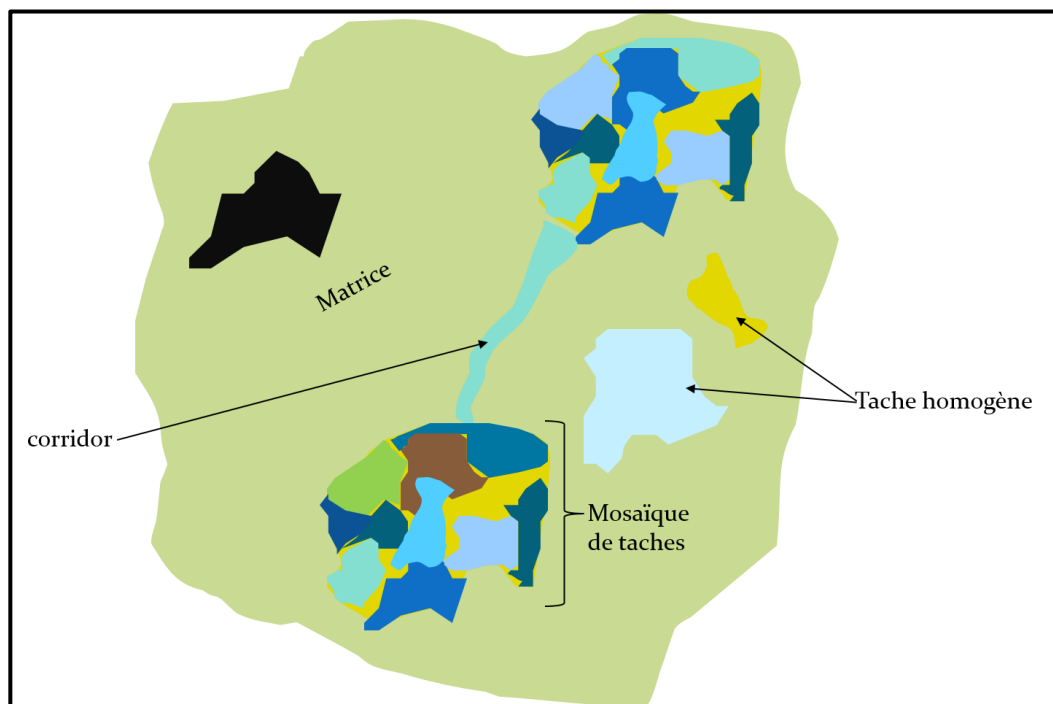 Matrice
corridor
Tache homogène
Mosaïque
de taches